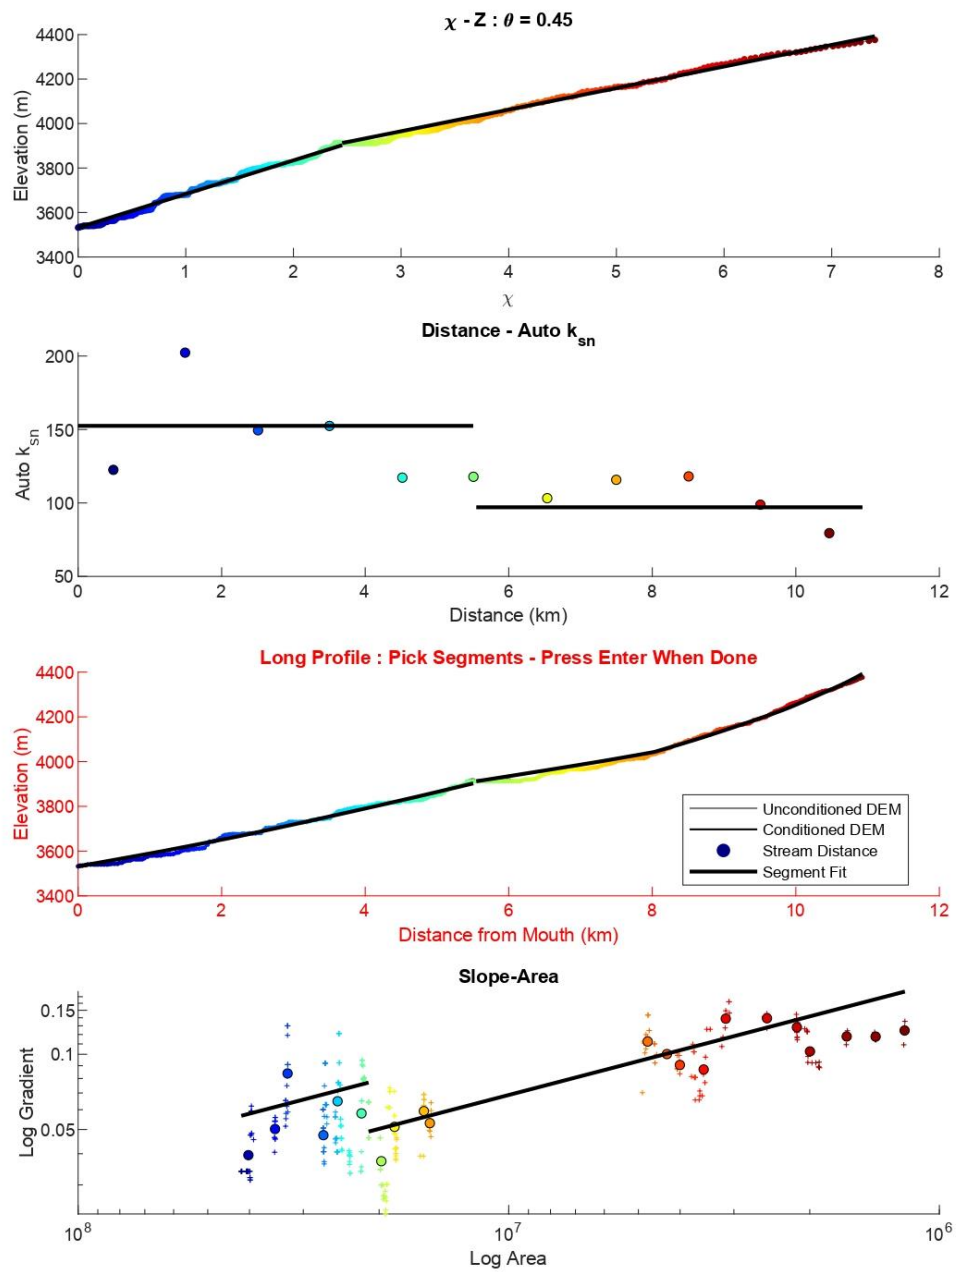 χ - Z : θ = 0.45
4400
4200
4000
3800
3600
3400
Elevation (m)
0 1 2 3 4 5 6 7 8
χ
Distance - Auto ksn
200
150
100
50
Auto ksn
0 2 4 6 8 10 12
Distance (km)
Long Profile : Pick Segments - Press Enter When Done
4400
4200
4000
3800
3600
3400
Elevation (m)
Unconditioned DEM
Conditioned DEM
Stream Distance
Segment Fit
0 2 4 6 8 10 12
Distance from Mouth (km)
Slope-Area
0.15
0.1
0.05
Log Gradient
10^8 10^7 10^6
Log Area